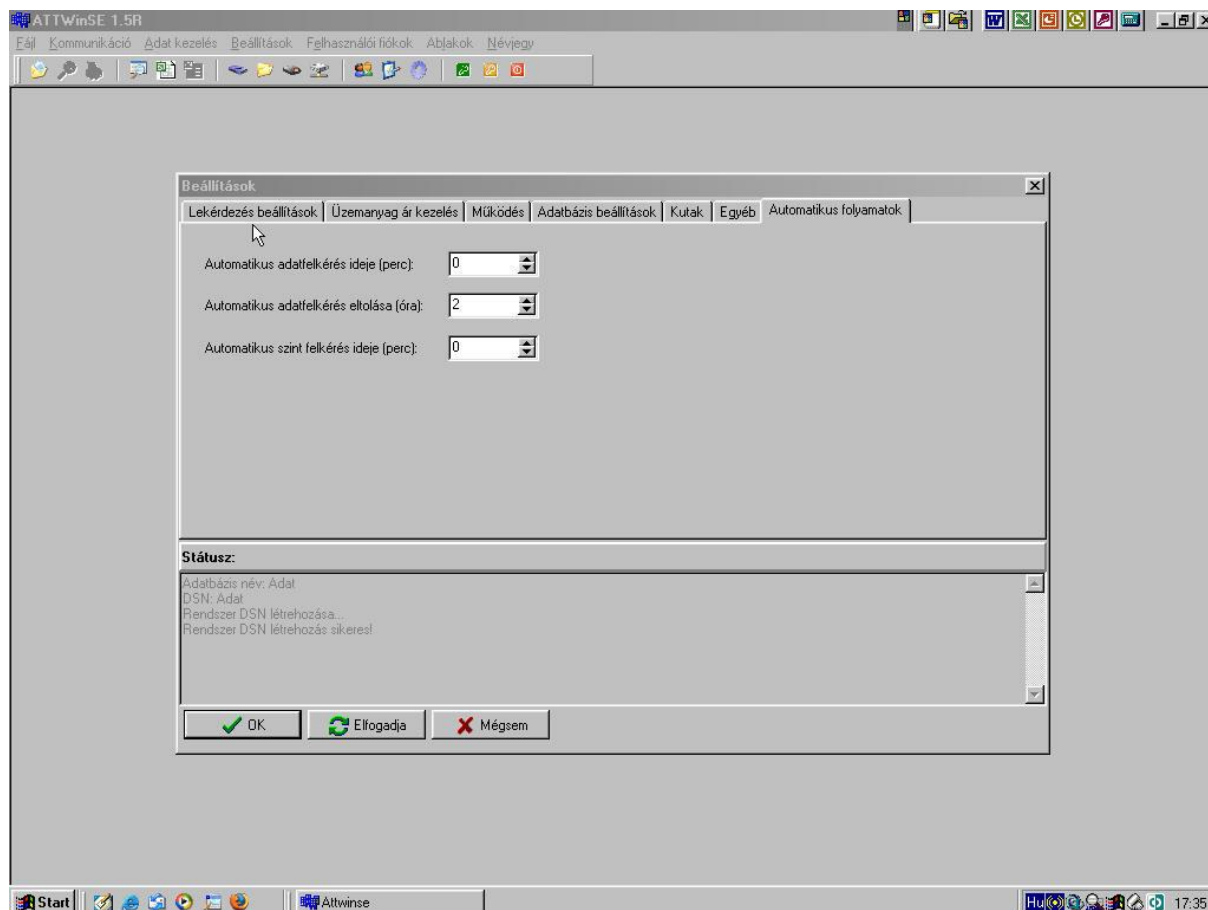 ATTWinSE 1.5R
Fájl Kommunikáció Adat kezelés Beállítások Felhasználói fiókok Ablakok Névjegy
Beállítások
Lekérdezés beállítások Üzemanyag ár kezelés Működés Adatbázis beállítások Kutak Egyéb Automatikus folyamatok
Automatikus adatfelkérés ideje (perc): 0
Automatikus adatfelkérés eltolása (óra): 2
Automatikus szint felkérés ideje (perc): 0
Státusz:
Adatbázis név: Adat
DSN: Adat
Rendszer DSN létrehozása...
Rendszer DSN létrehozás sikeres!
OK Elfogadja Mégsem
Start Attwinse Hu 17:35